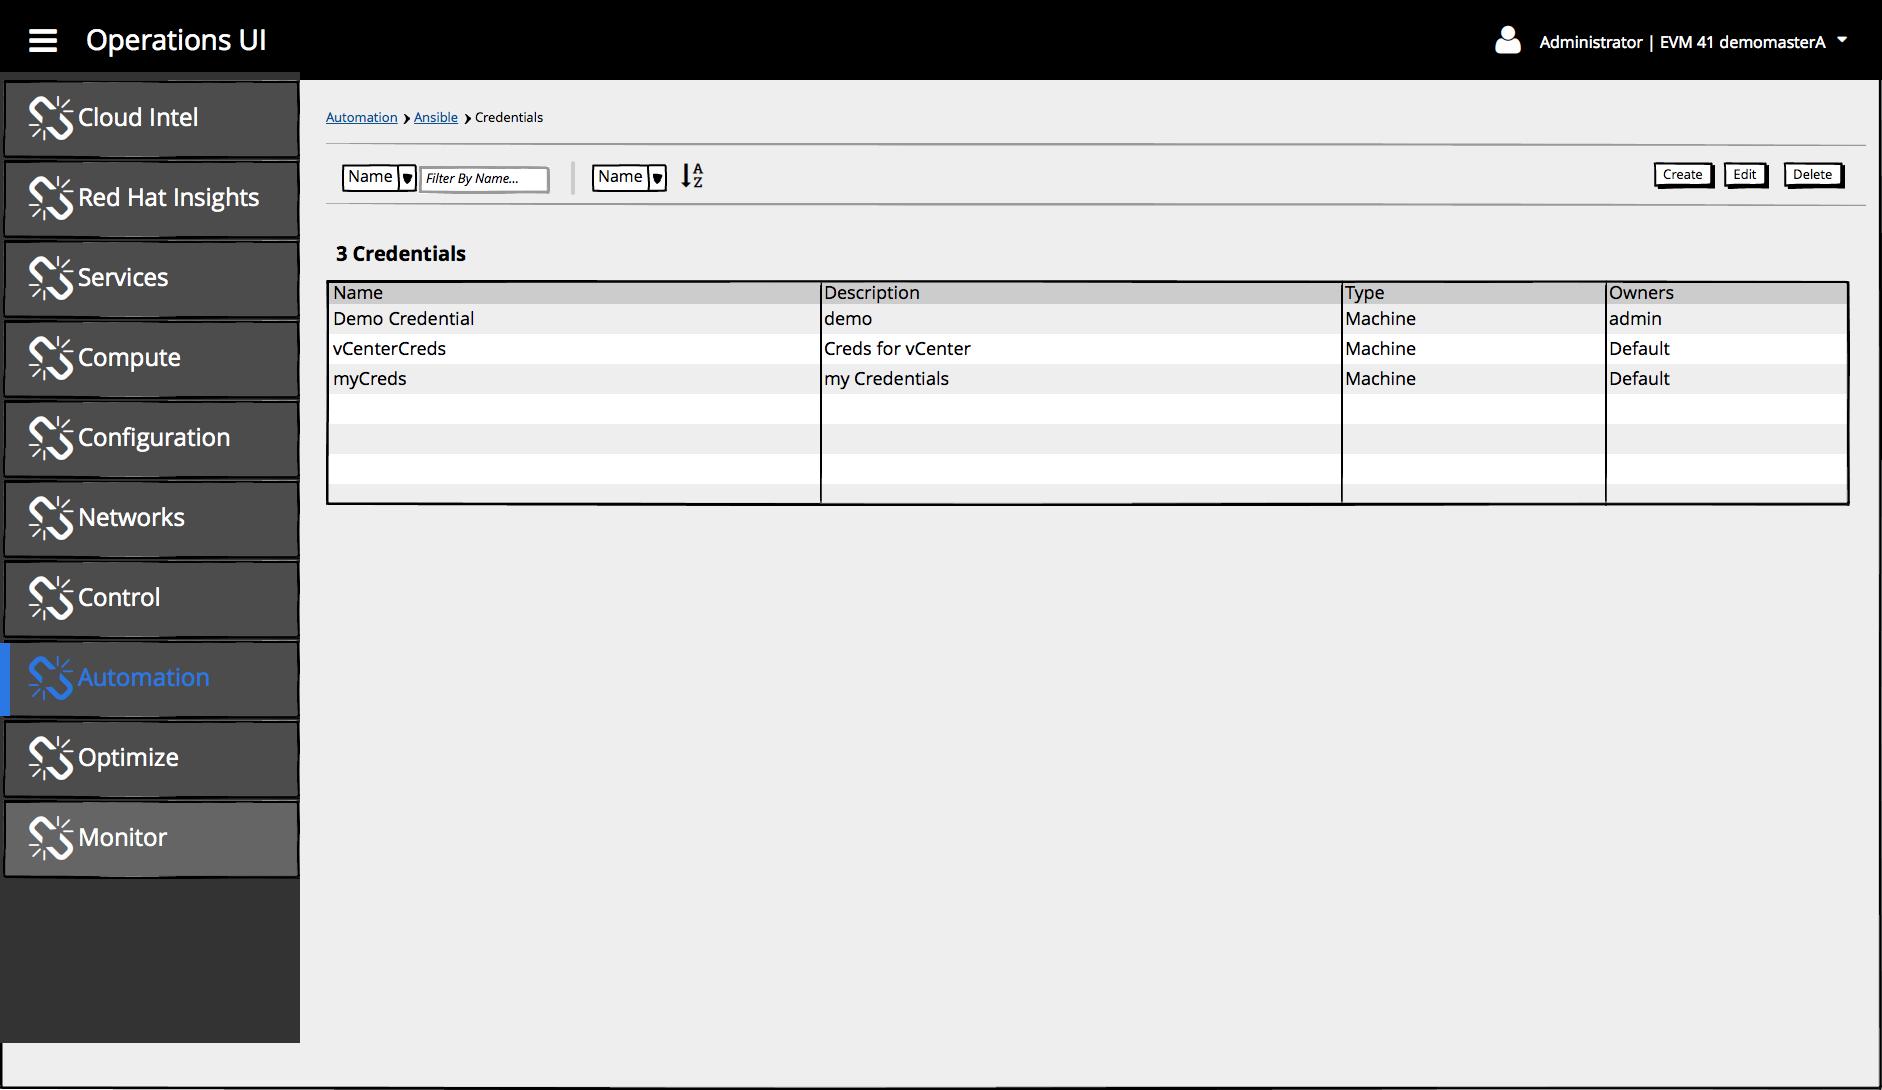 Operations UI
Administrator | EVM 41 demomasterA
Cloud Intel
Red Hat Insights
Services
Compute
Configuration
Networks
Control
Automation
Optimize
Monitor
Automation Ansible Credentials
Name Filter By Name... Name A Z Create Edit Delete
3 Credentials
Name Description Type Owners
Demo Credential demo Machine admin
vCenterCreds Creds for vCenter Machine Default
myCreds my Credentials Machine Default